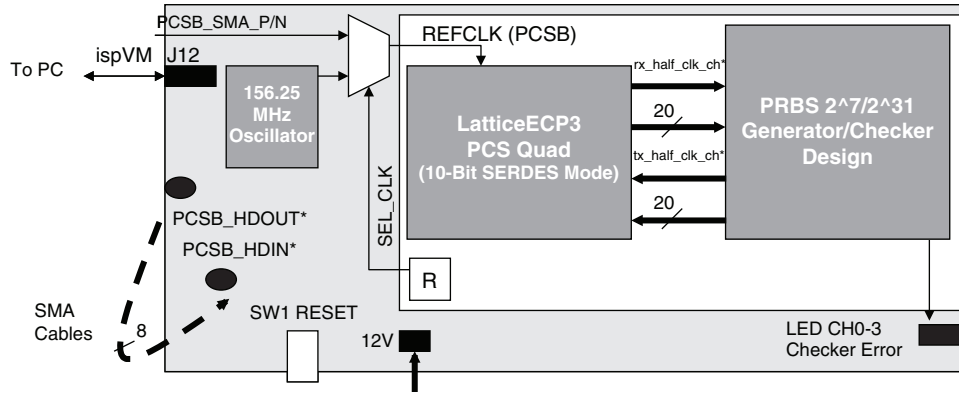 PCSB_SMA_P/N
ispVM J12
To PC
156.25
MHz
Oscillator
REFCLK (PCSB)
LatticeECP3
PCS Quad
(10-Bit SERDES Mode)
rx_half_clk_ch*
20
tx_half_clk_ch*
20
PRBS 2^7/2^31
Generator/Checker
Design
SEL_CLK
R
PCSB_HDOUT*
PCSB_HDIN*
SMA
Cables
8
SW1 RESET
12V
LED CH0-3
Checker Error